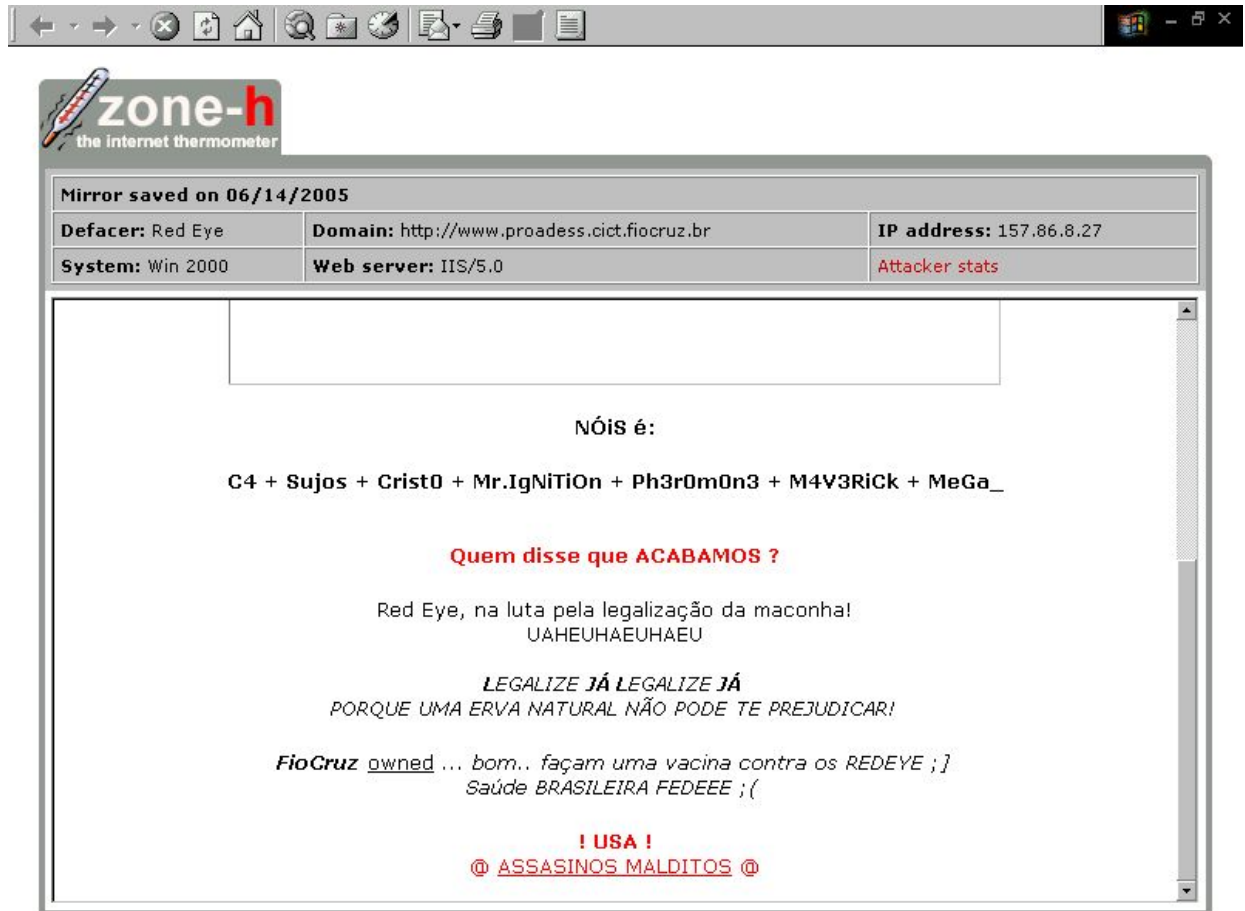 zone-h
the internet thermometer
Mirror saved on 06/14/2005
Defacer: Red Eye Domain: http://www.proadess.cict.fiocruz.br IP address: 157.86.8.27
System: Win 2000 Web server: IIS/5.0 Attacker stats
NÓiS é:
C4 + Sujos + Crist0 + Mr.IgNiTiOn + Ph3r0m0n3 + M4V3RiCk + MeGa_
Quem disse que ACABAMOS ?
Red Eye, na luta pela legalização da maconha!
UAHEUHAEUHAEU
LEGALIZE JÁ LEGALIZE JÁ
PORQUE UMA ERVA NATURAL NÃO PODE TE PREJUDICAR!
FioCruz owned ... bom.. façam uma vacina contra os REDEYE ;]
Saúde BRASILEIRA FEDEEE ;(
! USA !
@ ASSASINOS MALDITOS @